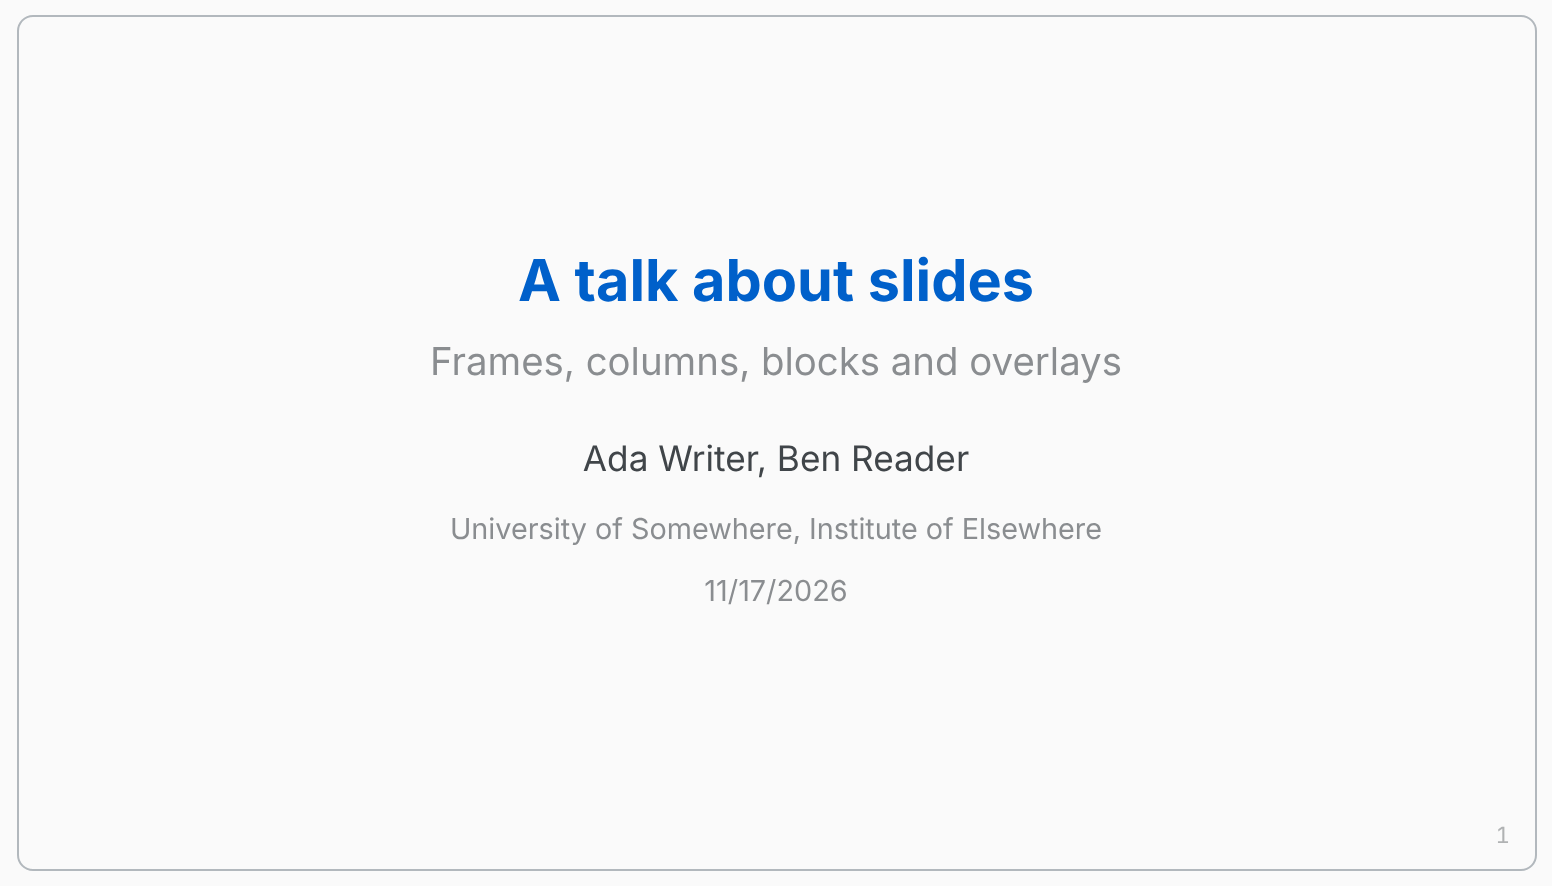 A talk about slides
Frames, columns, blocks and overlays
Ada Writer, Ben Reader
University of Somewhere, Institute of Elsewhere
11/17/2026
1